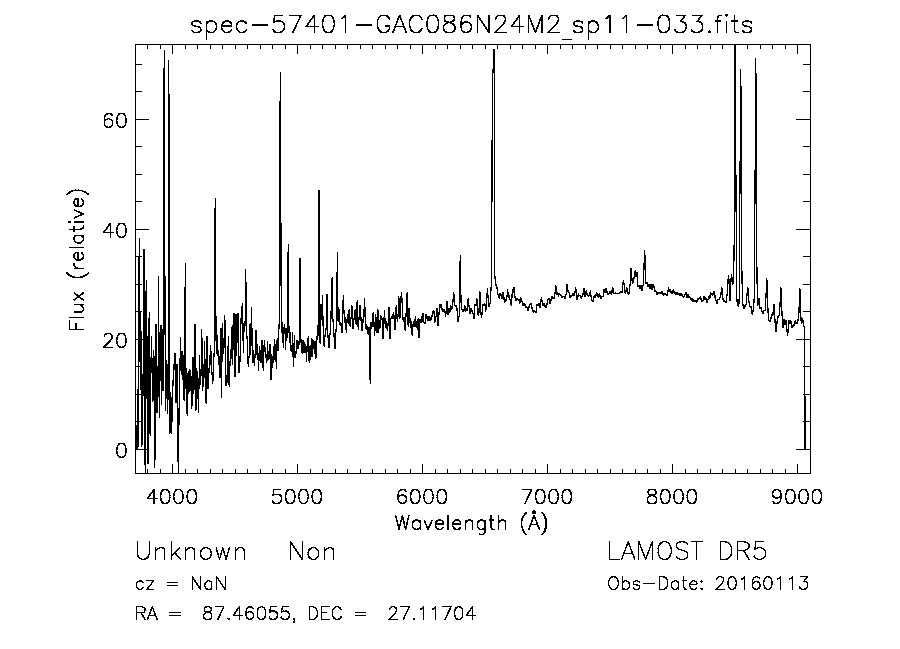 spec-57401-GAC086N24M2_sp11-033.fits
60
40
20
0
Flux (relative)
4000 5000 6000 7000 8000 9000
Wavelength (Å)
Unknown Non LAMOST DR5
cz = NaN Obs-Date: 20160113
RA = 87.46055, DEC = 27.11704